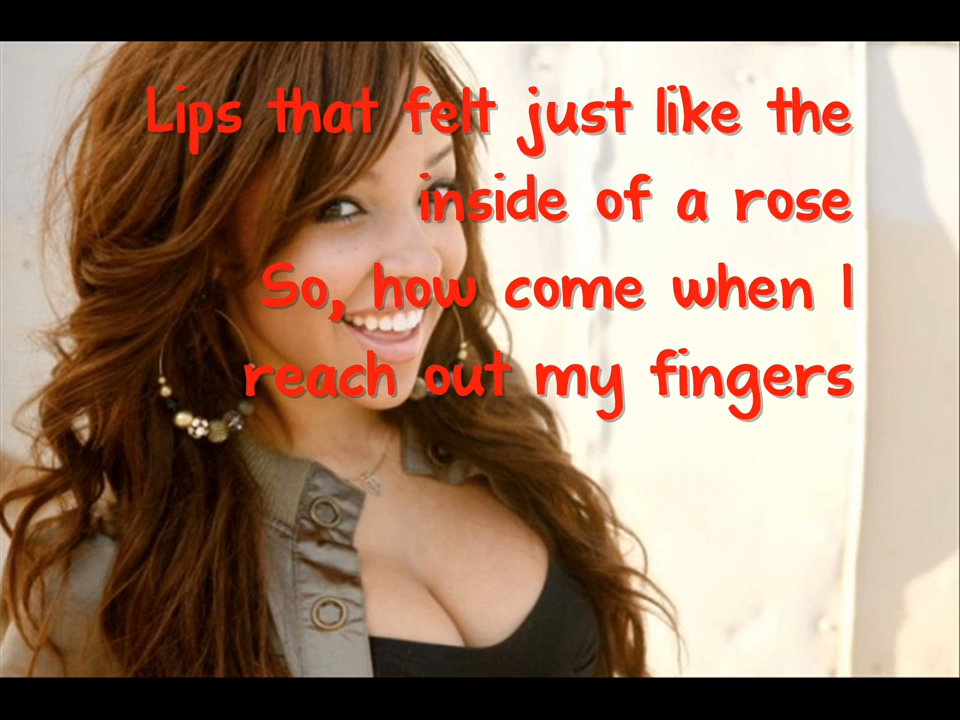 Lips that felt just like the
inside of a rose
So, how come when I
reach out my fingers